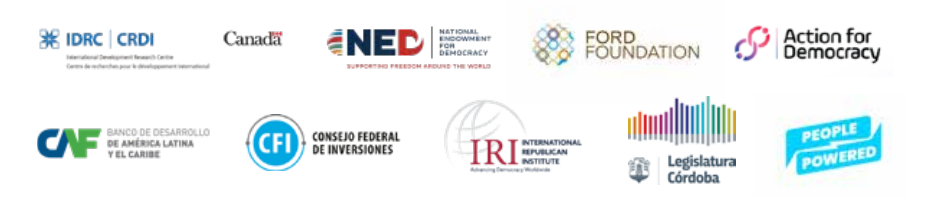 IDRC | CRDI
International Development Research Centre
Centre de recherches pour le développement international
Canada
NED
NATIONAL
ENDOWMENT
FOR
DEMOCRACY
SUPPORTING FREEDOM AROUND THE WORLD
FORD
FOUNDATION
Action for
Democracy
CAF
BANCO DE DESARROLLO
DE AMÉRICA LATINA
Y EL CARIBE
CFI
CONSEJO FEDERAL
DE INVERSIONES
IRI
INTERNATIONAL
REPUBLICAN
INSTITUTE
Advancing Democracy Worldwide
Legislatura
Córdoba
PEOPLE
POWERED